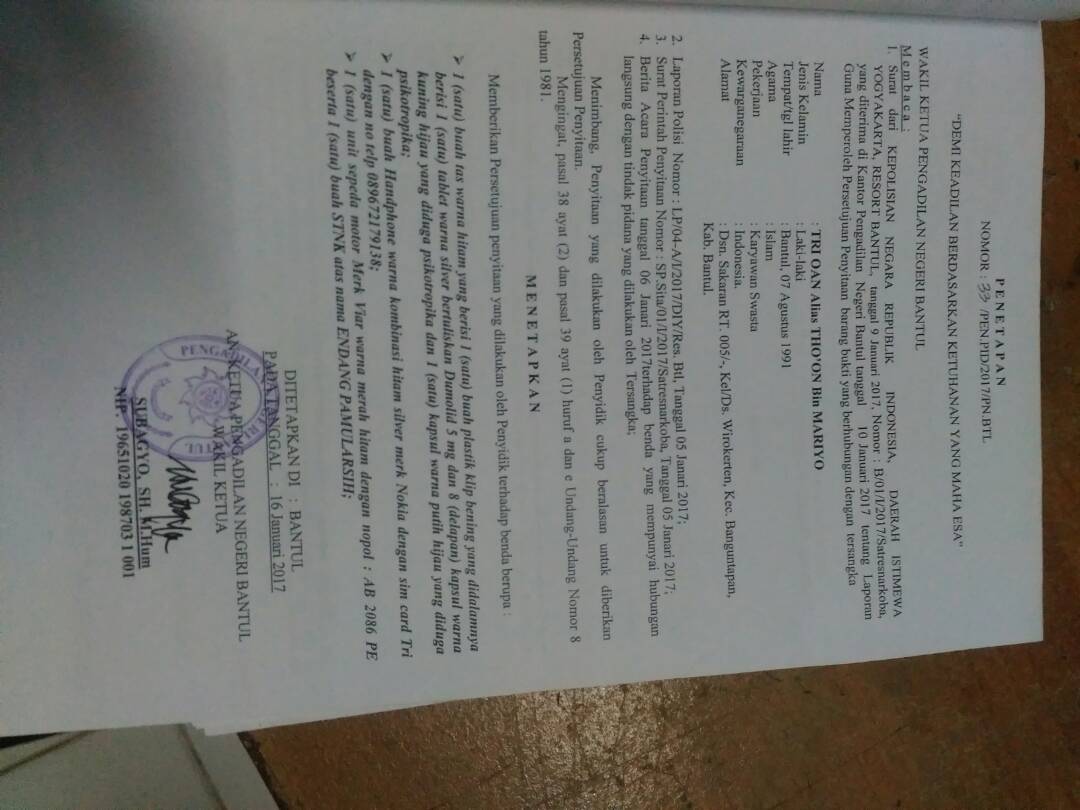 P E N E T A P A N
NOMOR : 33 /PEN.PID/2017/PN.BTL
“DEMI KEADILAN BERDASARKAN KETUHANAN YANG MAHA ESA”
WAKIL KETUA PENGADILAN NEGERI BANTUL
M e m b a c a :
1. Surat dari KEPOLISIAN NEGARA REPUBLIK INDONESIA, DAERAH ISTIMEWA
YOGYAKARTA, RESORT BANTUL, tanggal 9 Januari 2017, Nomor : B/01/I/2017/Satresnarkoba,
yang diterima di Kantor Pengadilan Negeri Bantul tanggal 10 Januari 2017 tentang Laporan
Guna Memperoleh Persetujuan Penyitaan barang bukti yang berhubungan dengan tersangka
Nama : TRI OAN Alias THO'ON Bin MARIYO
Jenis Kelamin : Laki-laki
Tempat/tgl lahir : Bantul, 07 Agustus 1991
Agama : Islam
Pekerjaan : Karyawan Swasta
Kewarganegaraan : Indonesia.
Alamat : Dsn. Sakaran RT. 005/-, Kel/Ds. Wirokerten, Kec. Banguntapan,
Kab. Bantul.
2. Laporan Polisi Nomor : LP/04-A/I/2017/DIY/Res. Btl, Tanggal 05 Janari 2017;
3. Surat Perintah Penyitaan Nomor : SP.Sita/01/I/2017/Satresnarkoba, Tanggal 05 Janari 2017;
4. Berita Acara Penyitaan tanggal 06 Janari 2017terhadap benda yang mempunyai hubungan
langsung dengan tindak pidana yang dilakukan oleh Tersangka;
Menimbang, Penyitaan yang dilakukan oleh Penyidik cukup beralasan untuk diberikan
Persetujuan Penyitaan.
Mengingat, pasal 38 ayat (2) dan pasal 39 ayat (1) huruf a dan e Undang-Undang Nomor 8
tahun 1981.
M E N E T A P K A N
Memberikan Persetujuan penyitaan yang dilakukan oleh Penyidik terhadap benda berupa :
➢ 1 (satu) buah tas warna hitam yang berisi 1 (satu) buah plastik klip bening yang didalamnya
berisi 1 (satu) tablet warna silver bertuliskan Dumolid 5 mg dan 8 (delapan) kapsul warna
kuning hijau yang diduga psikotropika dan 1 (satu) kapsul warna putih hijau yang diduga
psikotropika;
➢ 1 (satu) buah Handphone warna kombinasi hitam silver merk Nokia dengan sim card Tri
dengan no telp 089672179138;
➢ 1 (satu) unit sepeda motor Merk Viar warna merah hitam dengan nopol : AB 2086 PE
beserta 1 (satu) buah STNK atas nama ENDANG PAMULARSIH;
DITETAPKAN DI : BANTUL
PADA TANGGAL : 16 Januari 2017
AN. KETUA PENGADILAN NEGERI BANTUL
WAKIL KETUA
PENGADILAN NEGERI BANTUL
SUBAGYO, SH. M.Hum
NIP. 19651020 198703 1 001